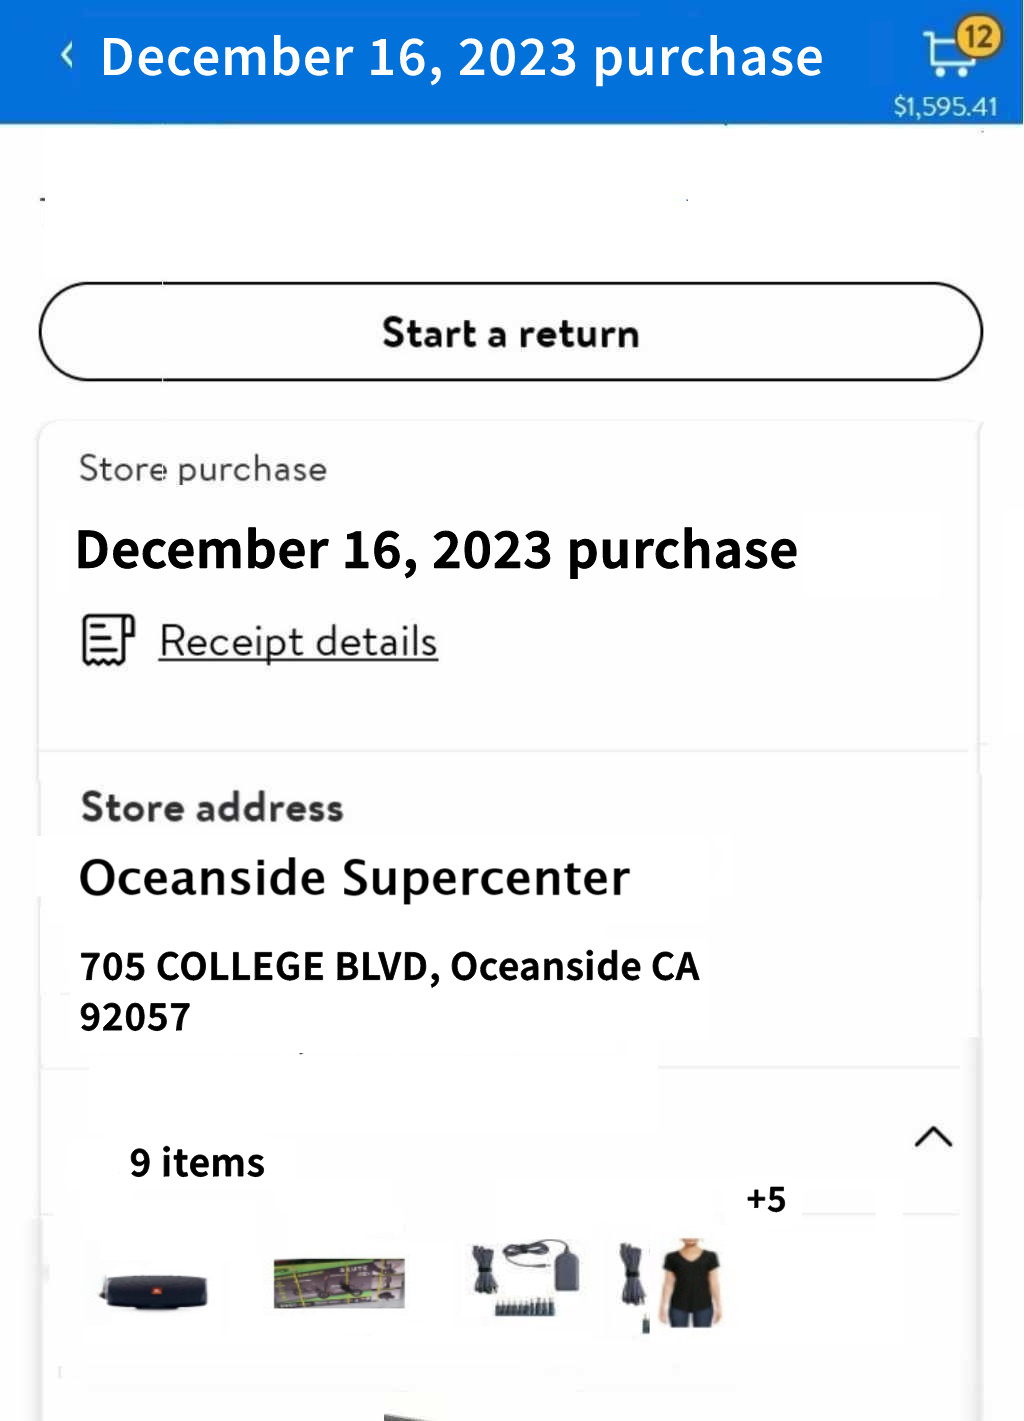 December 16, 2023 purchase
12
$1,595.41
Start a return
Store purchase
December 16, 2023 purchase
Receipt details
Store address
Oceanside Supercenter
705 COLLEGE BLVD, Oceanside CA
92057
9 items
+5